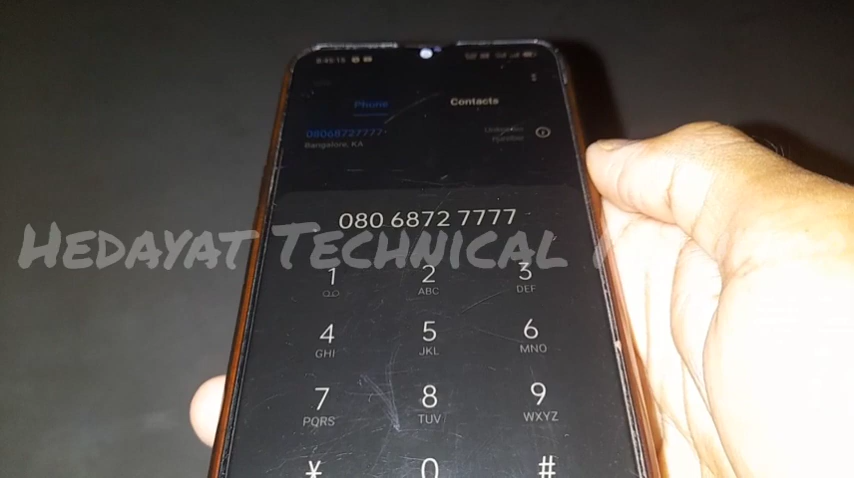 Phone Contacts
08068727777
Bangalore, KA
080 6872 7777
HEDAYAT TECHNICAL
1 2 3
ABC DEF
4 5 6
GHI JKL MNO
7 8 9
PQRS TUV WXYZ
* 0 #